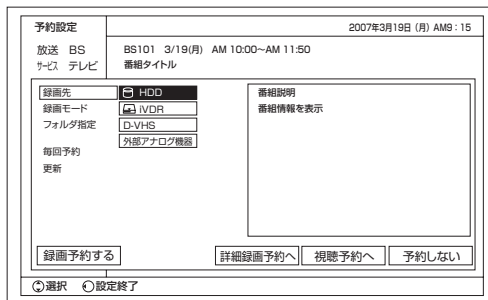 予約設定
2007年3月19日 (月) AM9：15
放送 BS
BS101 3/19(月) AM 10:00〜AM 11:50
サービス テレビ
番組タイトル
録画先
HDD
録画モード
iVDR
フォルダ指定
D-VHS
外部アナログ機器
毎回予約
更新
番組説明
番組情報を表示
録画予約する
詳細録画予約へ
視聴予約へ
予約しない
選択 設定終了